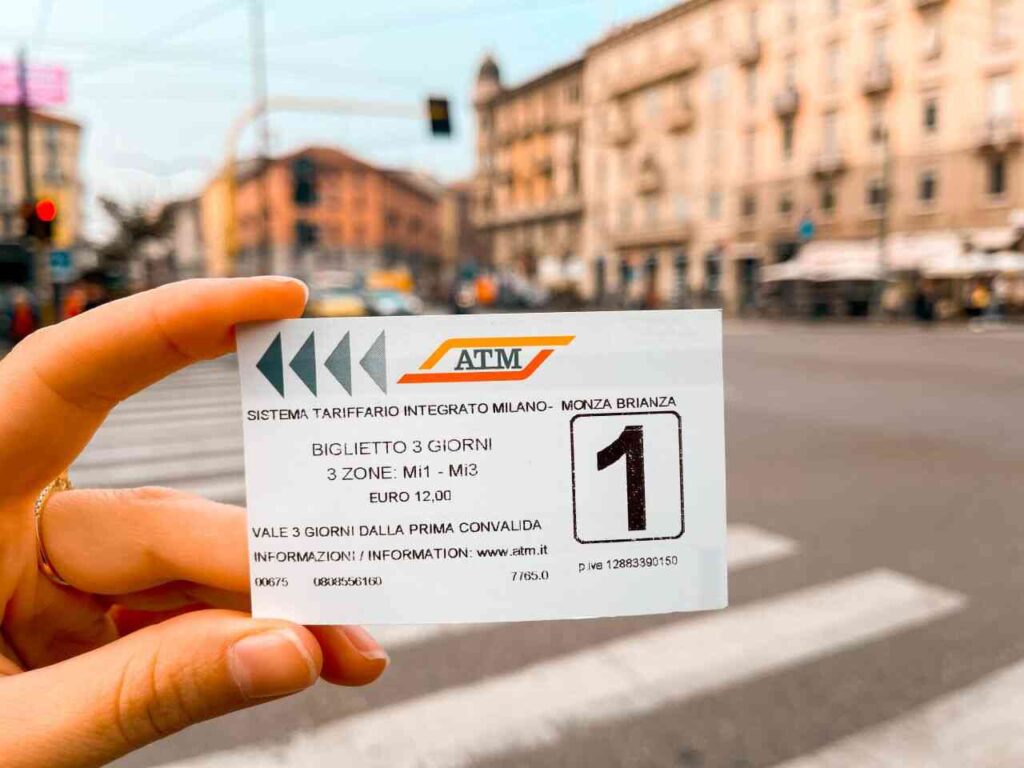 ATM
SISTEMA TARIFFARIO INTEGRATO MILANO- MONZA BRIANZA
BIGLIETTO 3 GIORNI
3 ZONE: Mi1 - Mi3
EURO 12,00
1
VALE 3 GIORNI DALLA PRIMA CONVALIDA
INFORMAZIONI / INFORMATION: www.atm.it
p.iva 12883390150
00675 0808556160 7765.0